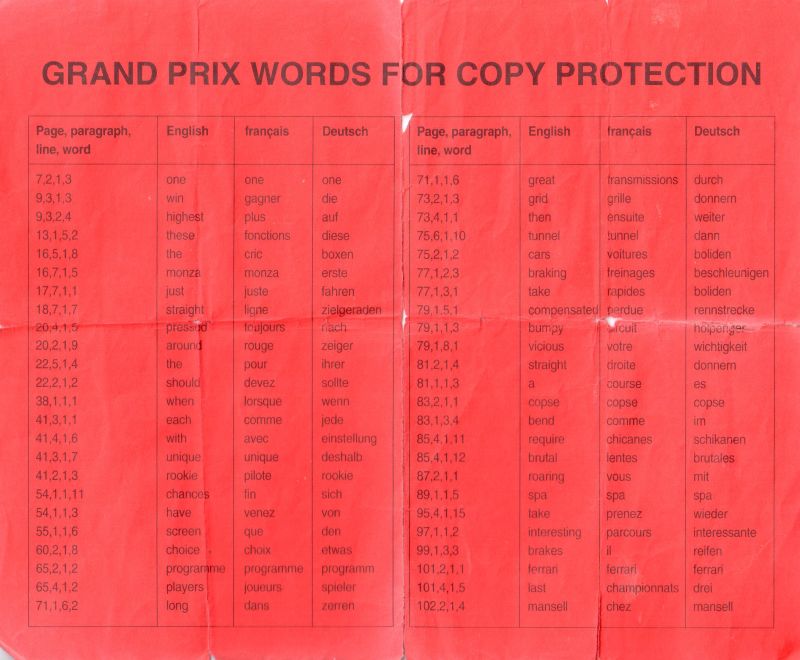 GRAND PRIX WORDS FOR COPY PROTECTION
Page, paragraph, line, word English français Deutsch
7,2,1,3 one one one
9,3,1,3 win gagner die
9,3,2,4 highest plus auf
13,1,5,2 these fonctions diese
16,5,1,8 the cric boxen
16,7,1,5 monza monza erste
17,7,1,1 just juste fahren
18,7,1,7 straight ligne zielgeraden
20,4,1,5 pressed toujours nach
20,2,1,9 around rouge zeiger
22,5,1,4 the pour ihrer
22,2,1,2 should devez sollte
38,1,1,1 when lorsque wenn
41,3,1,1 each comme jede
41,4,1,6 with avec einstellung
41,3,1,7 unique unique deshalb
41,2,1,3 rookie pilote rookie
54,1,1,11 chances fin sich
54,1,1,3 have venez von
55,1,1,6 screen que den
60,2,1,8 choice choix etwas
65,2,1,2 programme programme programm
65,4,1,2 players joueurs spieler
71,1,6,2 long dans zerren
Page, paragraph, line, word English français Deutsch
71,1,1,6 great transmissions durch
73,2,1,3 grid grille donnern
73,4,1,1 then ensuite weiter
75,6,1,10 tunnel tunnel dann
75,2,1,2 cars voitures boliden
77,1,2,3 braking freinages beschleunigen
77,1,3,1 take rapides boliden
79,1,5,1 compensated perdue rennstrecke
79,1,1,3 bumpy circuit holperiger
79,1,8,1 vicious votre wichtigkeit
81,2,1,4 straight droite donnern
81,1,1,3 a course es
83,2,1,1 copse copse copse
83,1,3,4 bend comme im
85,4,1,11 require chicanes schikanen
85,4,1,12 brutal lentes brutales
87,2,1,1 roaring vous mit
89,1,1,5 spa spa spa
95,4,1,15 take prenez wieder
97,1,1,2 interesting parcours interessante
99,1,3,3 brakes il reifen
101,2,1,1 ferrari ferrari ferrari
101,4,1,5 last championnats drei
102,2,1,4 mansell chez mansell